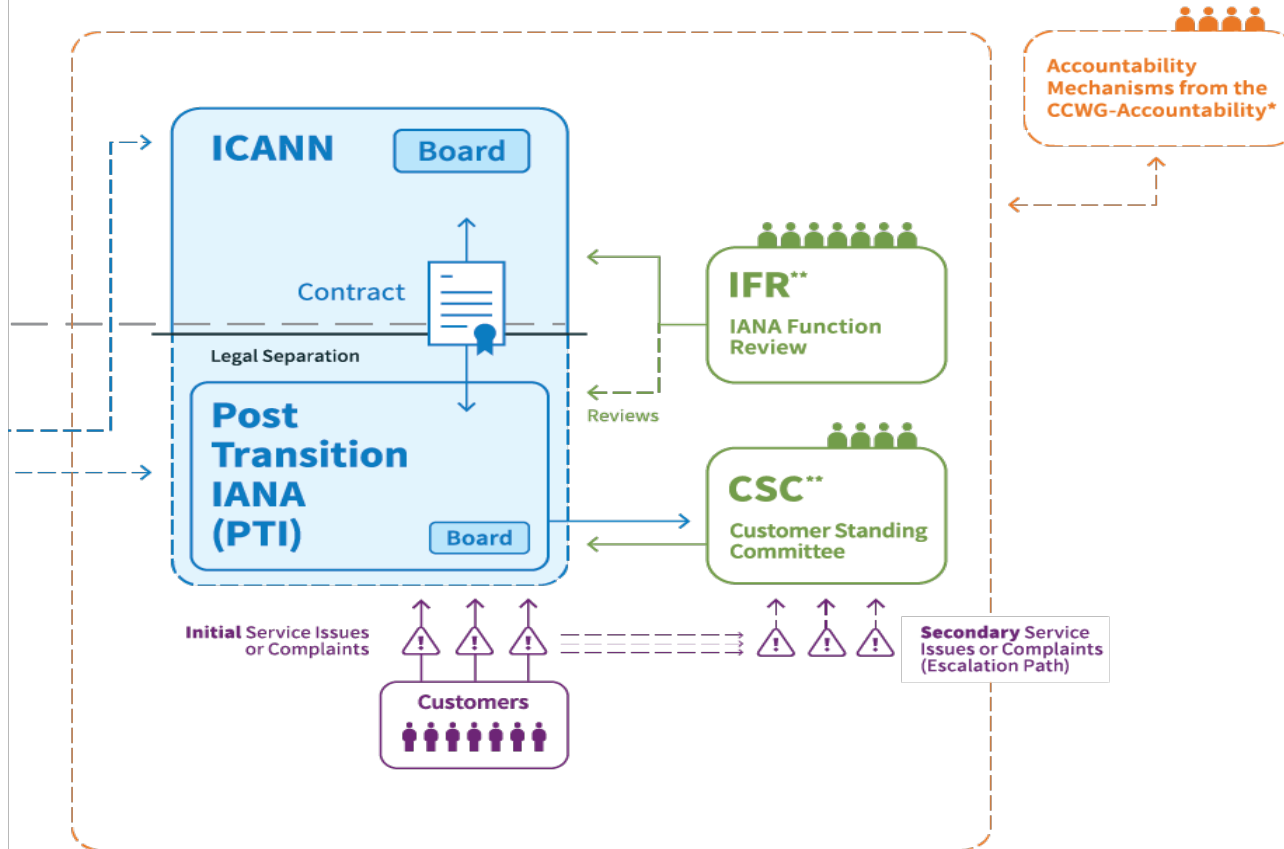 Accountability
Mechanisms from the
CCWG-Accountability*
ICANN
Board
Contract
Legal Separation
IFR**
IANA Function
Review
Reviews
Post
Transition
IANA
(PTI)
Board
CSC**
Customer Standing
Committee
Initial Service Issues
or Complaints
!
!
!
!
!
!
Secondary Service
Issues or Complaints
(Escalation Path)
Customers